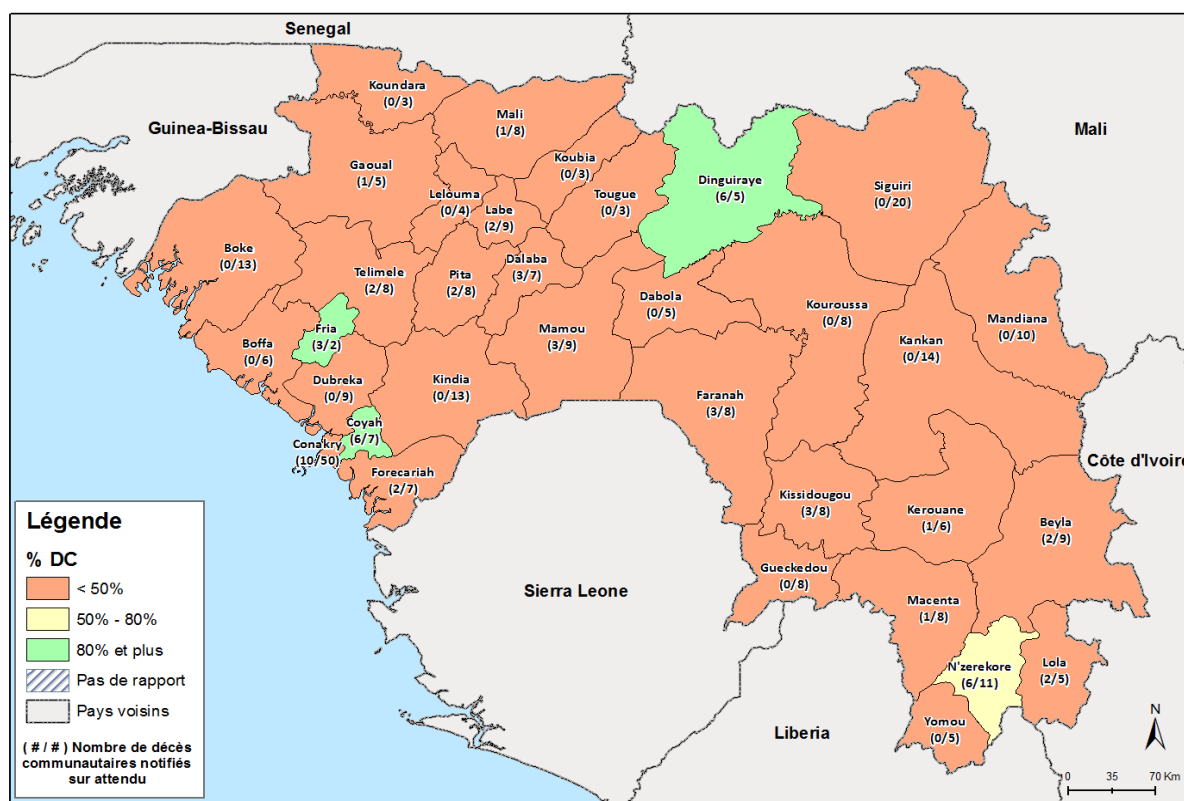 Senegal
Koundara
(0/3)
Guinea-Bissau
Mali
(1/8)
Mali
Koubia
(0/3)
Gaoual
(1/5)
Dinguiraye
(6/5)
Siguiri
(0/20)
Lelouma
(0/4)
Tougue
(0/3)
Labe
(2/9)
Boke
(0/13)
Dalaba
(3/7)
Telimele
(2/8)
Pita
(2/8)
Dabola
(0/5)
Kouroussa
(0/8)
Mandiana
(0/10)
Fria
(3/2)
Mamou
(3/9)
Kankan
(0/14)
Boffa
(0/6)
Dubreka
(0/9)
Kindia
(0/13)
Faranah
(3/8)
Coyah
(6/7)
Conakry
(10/50)
Forecariah
(2/7)
Côte d'Ivoire
Kissidougou
(3/8)
Kerouane
(1/6)
Beyla
(2/9)
Gueckedou
(0/8)
Sierra Leone
Macenta
(1/8)
N'zerekore
(6/11)
Lola
(2/5)
Yomou
(0/5)
Liberia
Légende
% DC
< 50%
50% - 80%
80% et plus
Pas de rapport
Pays voisins
( # / # ) Nombre de décès
communautaires notifiés
sur attendu
N
0 35 70 Km